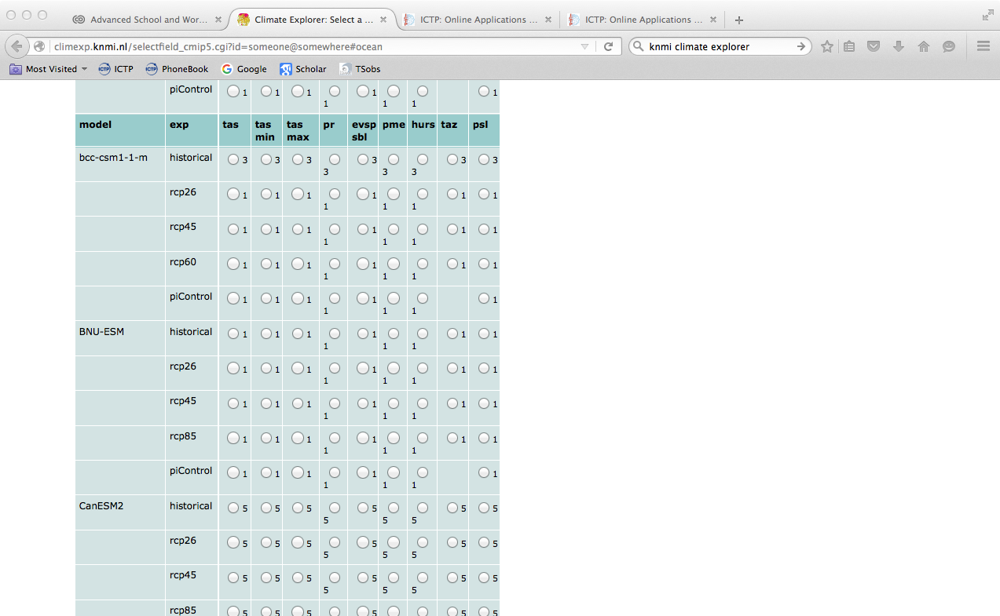 Advanced School and Wor... × Climate Explorer: Select a ... × ICTP: Online Applications ... × ICTP: Online Applications ... × +
climexp.knmi.nl/selectfield_cmip5.cgi?id=someone@somewhere#ocean knmi climate explorer
Most Visited ICTP PhoneBook Google Scholar TSobs
piControl 1 1 1 1 1 1 1 1
model exp tas tas min tas max pr evsp sbl pme hurs taz psl
bcc-csm1-1-m historical 3 3 3 3 3 3 3 3 3
rcp26 1 1 1 1 1 1 1 1 1
rcp45 1 1 1 1 1 1 1 1 1
rcp60 1 1 1 1 1 1 1 1 1
piControl 1 1 1 1 1 1 1 1
BNU-ESM historical 1 1 1 1 1 1 1 1 1
rcp26 1 1 1 1 1 1 1 1 1
rcp45 1 1 1 1 1 1 1 1 1
rcp85 1 1 1 1 1 1 1 1 1
piControl 1 1 1 1 1 1 1 1
CanESM2 historical 5 5 5 5 5 5 5 5 5
rcp26 5 5 5 5 5 5 5 5 5
rcp45 5 5 5 5 5 5 5 5 5
rcp85 5 5 5 5 5 5